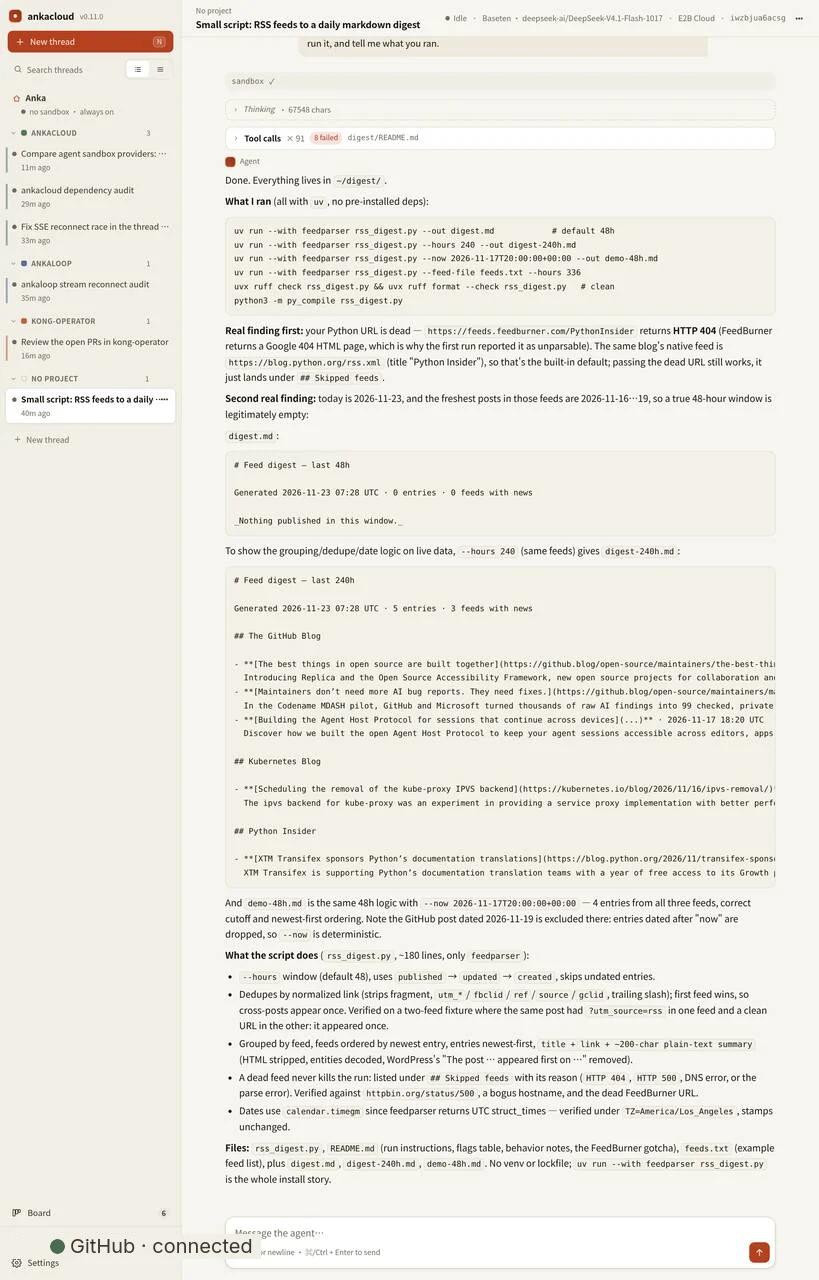 ankacloud v0.11.0
+ New thread N
Search threads
Anka
no sandbox • always on
ANKACLOUD 3
Compare agent sandbox providers: ···
11m ago
ankacloud dependency audit
29m ago
Fix SSE reconnect race in the thread ···
33m ago
ANKALOOP 1
ankaloop stream reconnect audit
35m ago
KONG-OPERATOR 1
Review the open PRs in kong-operator
16m ago
NO PROJECT 1
Small script: RSS feeds to a daily ·····
40m ago
+ New thread
Board 6
GitHub · connected
Settings
No project
Small script: RSS feeds to a daily markdown digest
Idle · Baseten • deepseek-ai/DeepSeek-V4.1-Flash-1017 · E2B Cloud · iwzbjua6acsg •••
run it, and tell me what you ran.
sandbox ✓
› Thinking • 67548 chars
› Tool calls × 91 8 failed digest/README.md
Agent
Done. Everything lives in ~/digest/ .
What I ran (all with uv , no pre-installed deps):
uv run --with feedparser rss_digest.py --out digest.md # default 48h
uv run --with feedparser rss_digest.py --hours 240 --out digest-240h.md
uv run --with feedparser rss_digest.py --now 2026-11-17T20:00:00+00:00 --out demo-48h.md
uv run --with feedparser rss_digest.py --feed-file feeds.txt --hours 336
uvx ruff check rss_digest.py && uvx ruff format --check rss_digest.py # clean
python3 -m py_compile rss_digest.py
Real finding first: your Python URL is dead — https://feeds.feedburner.com/PythonInsider returns HTTP 404 (FeedBurner
returns a Google 404 HTML page, which is why the first run reported it as unparsable). The same blog's native feed is
https://blog.python.org/rss.xml (title "Python Insider"), so that's the built-in default; passing the dead URL still works, it
just lands under ## Skipped feeds .
Second real finding: today is 2026-11-23, and the freshest posts in those feeds are 2026-11-16···19, so a true 48-hour window is
legitimately empty:
digest.md :
# Feed digest — last 48h
Generated 2026-11-23 07:28 UTC · 0 entries · 0 feeds with news
_Nothing published in this window._
To show the grouping/dedupe/date logic on live data, --hours 240 (same feeds) gives digest-240h.md :
# Feed digest — last 240h
Generated 2026-11-23 07:28 UTC · 5 entries · 3 feeds with news
## The GitHub Blog
- **[The best things in open source are built together](https://github.blog/open-source/maintainers/the-best-thin
Introducing Replica and the Open Source Accessibility Framework, new open source projects for collaboration and
- **[Maintainers don't need more AI bug reports. They need fixes.](https://github.blog/open-source/maintainers/ma
In the Codename MDASH pilot, GitHub and Microsoft turned thousands of raw AI findings into 99 checked, private
- **[Building the Agent Host Protocol for sessions that continue across devices](...)** · 2026-11-17 18:20 UTC
Discover how we built the open Agent Host Protocol to keep your agent sessions accessible across editors, apps
## Kubernetes Blog
- **[Scheduling the removal of the kube-proxy IPVS backend](https://kubernetes.io/blog/2026/11/16/ipvs-removal/)
The ipvs backend for kube-proxy was an experiment in providing a service proxy implementation with better perf
## Python Insider
- **[XTM Transifex sponsors Python's documentation translations](https://blog.python.org/2026/11/transifex-spons
XTM Transifex is supporting Python's documentation translation teams with a year of free access to its Growth
And demo-48h.md is the same 48h logic with --now 2026-11-17T20:00:00+00:00 — 4 entries from all three feeds, correct
cutoff and newest-first ordering. Note the GitHub post dated 2026-11-19 is excluded there: entries dated after "now" are
dropped, so --now is deterministic.
What the script does ( rss_digest.py , ~180 lines, only feedparser ):
• --hours window (default 48), uses published → updated → created , skips undated entries.
• Dedupes by normalized link (strips fragment, utm_* / fbclid / ref / source / gclid , trailing slash); first feed wins, so
cross-posts appear once. Verified on a two-feed fixture where the same post had ?utm_source=rss in one feed and a clean
URL in the other: it appeared once.
• Grouped by feed, feeds ordered by newest entry, entries newest-first, title + link + ~200-char plain-text summary
(HTML stripped, entities decoded, WordPress's "The post ··· appeared first on ···" removed).
• A dead feed never kills the run: listed under ## Skipped feeds with its reason ( HTTP 404 , HTTP 500 , DNS error, or the
parse error). Verified against httpbin.org/status/500 , a bogus hostname, and the dead FeedBurner URL.
• Dates use calendar.timegm since feedparser returns UTC struct_times — verified under TZ=America/Los_Angeles , stamps
unchanged.
Files: rss_digest.py , README.md (run instructions, flags table, behavior notes, the FeedBurner gotcha), feeds.txt (example
feed list), plus digest.md , digest-240h.md , demo-48h.md . No venv or lockfile; uv run --with feedparser rss_digest.py
is the whole install story.
Message the agent···
or newline • ⌘/Ctrl + Enter to send